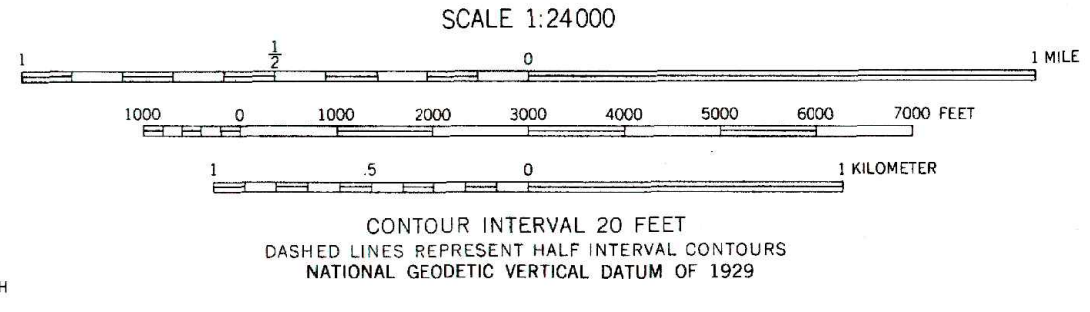 SCALE 1:24000
1 1/2 0 1 MILE
1000 0 1000 2000 3000 4000 5000 6000 7000 FEET
1 .5 0 1 KILOMETER
CONTOUR INTERVAL 20 FEET
DASHED LINES REPRESENT HALF INTERVAL CONTOURS
NATIONAL GEODETIC VERTICAL DATUM OF 1929
H